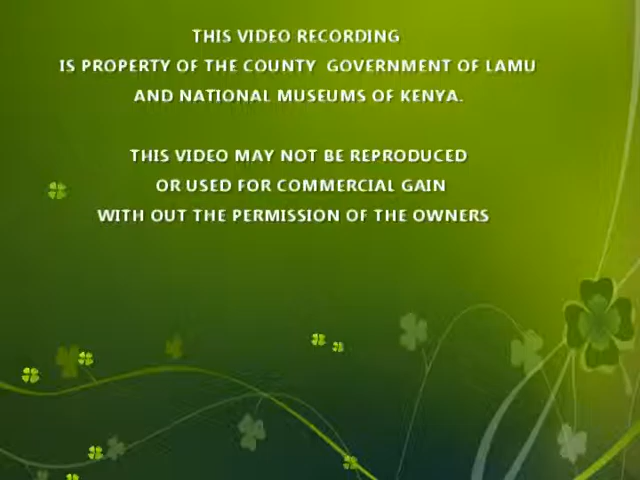 THIS VIDEO RECORDING
IS PROPERTY OF THE COUNTY GOVERNMENT OF LAMU
AND NATIONAL MUSEUMS OF KENYA.
THIS VIDEO MAY NOT BE REPRODUCED
OR USED FOR COMMERCIAL GAIN
WITH OUT THE PERMISSION OF THE OWNERS